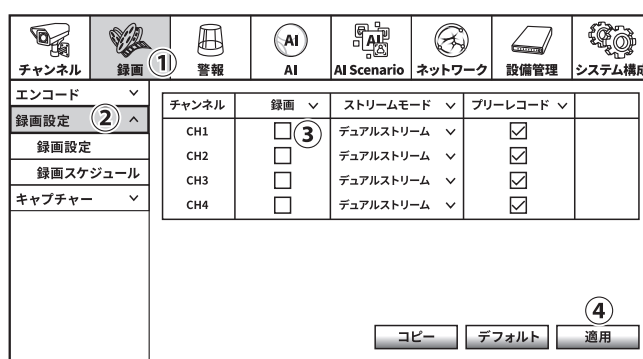 チャンネル 録画 ① 警報 AI AI AI AI Scenario ネットワーク 設備管理 システム構成
エンコード
録画設定 ②
録画設定
録画スケジュール
キャプチャー
チャンネル 録画 ストリームモード プリーレコード
CH1 ③ デュアルストリーム
CH2 デュアルストリーム
CH3 デュアルストリーム
CH4 デュアルストリーム
④
コピー デフォルト 適用